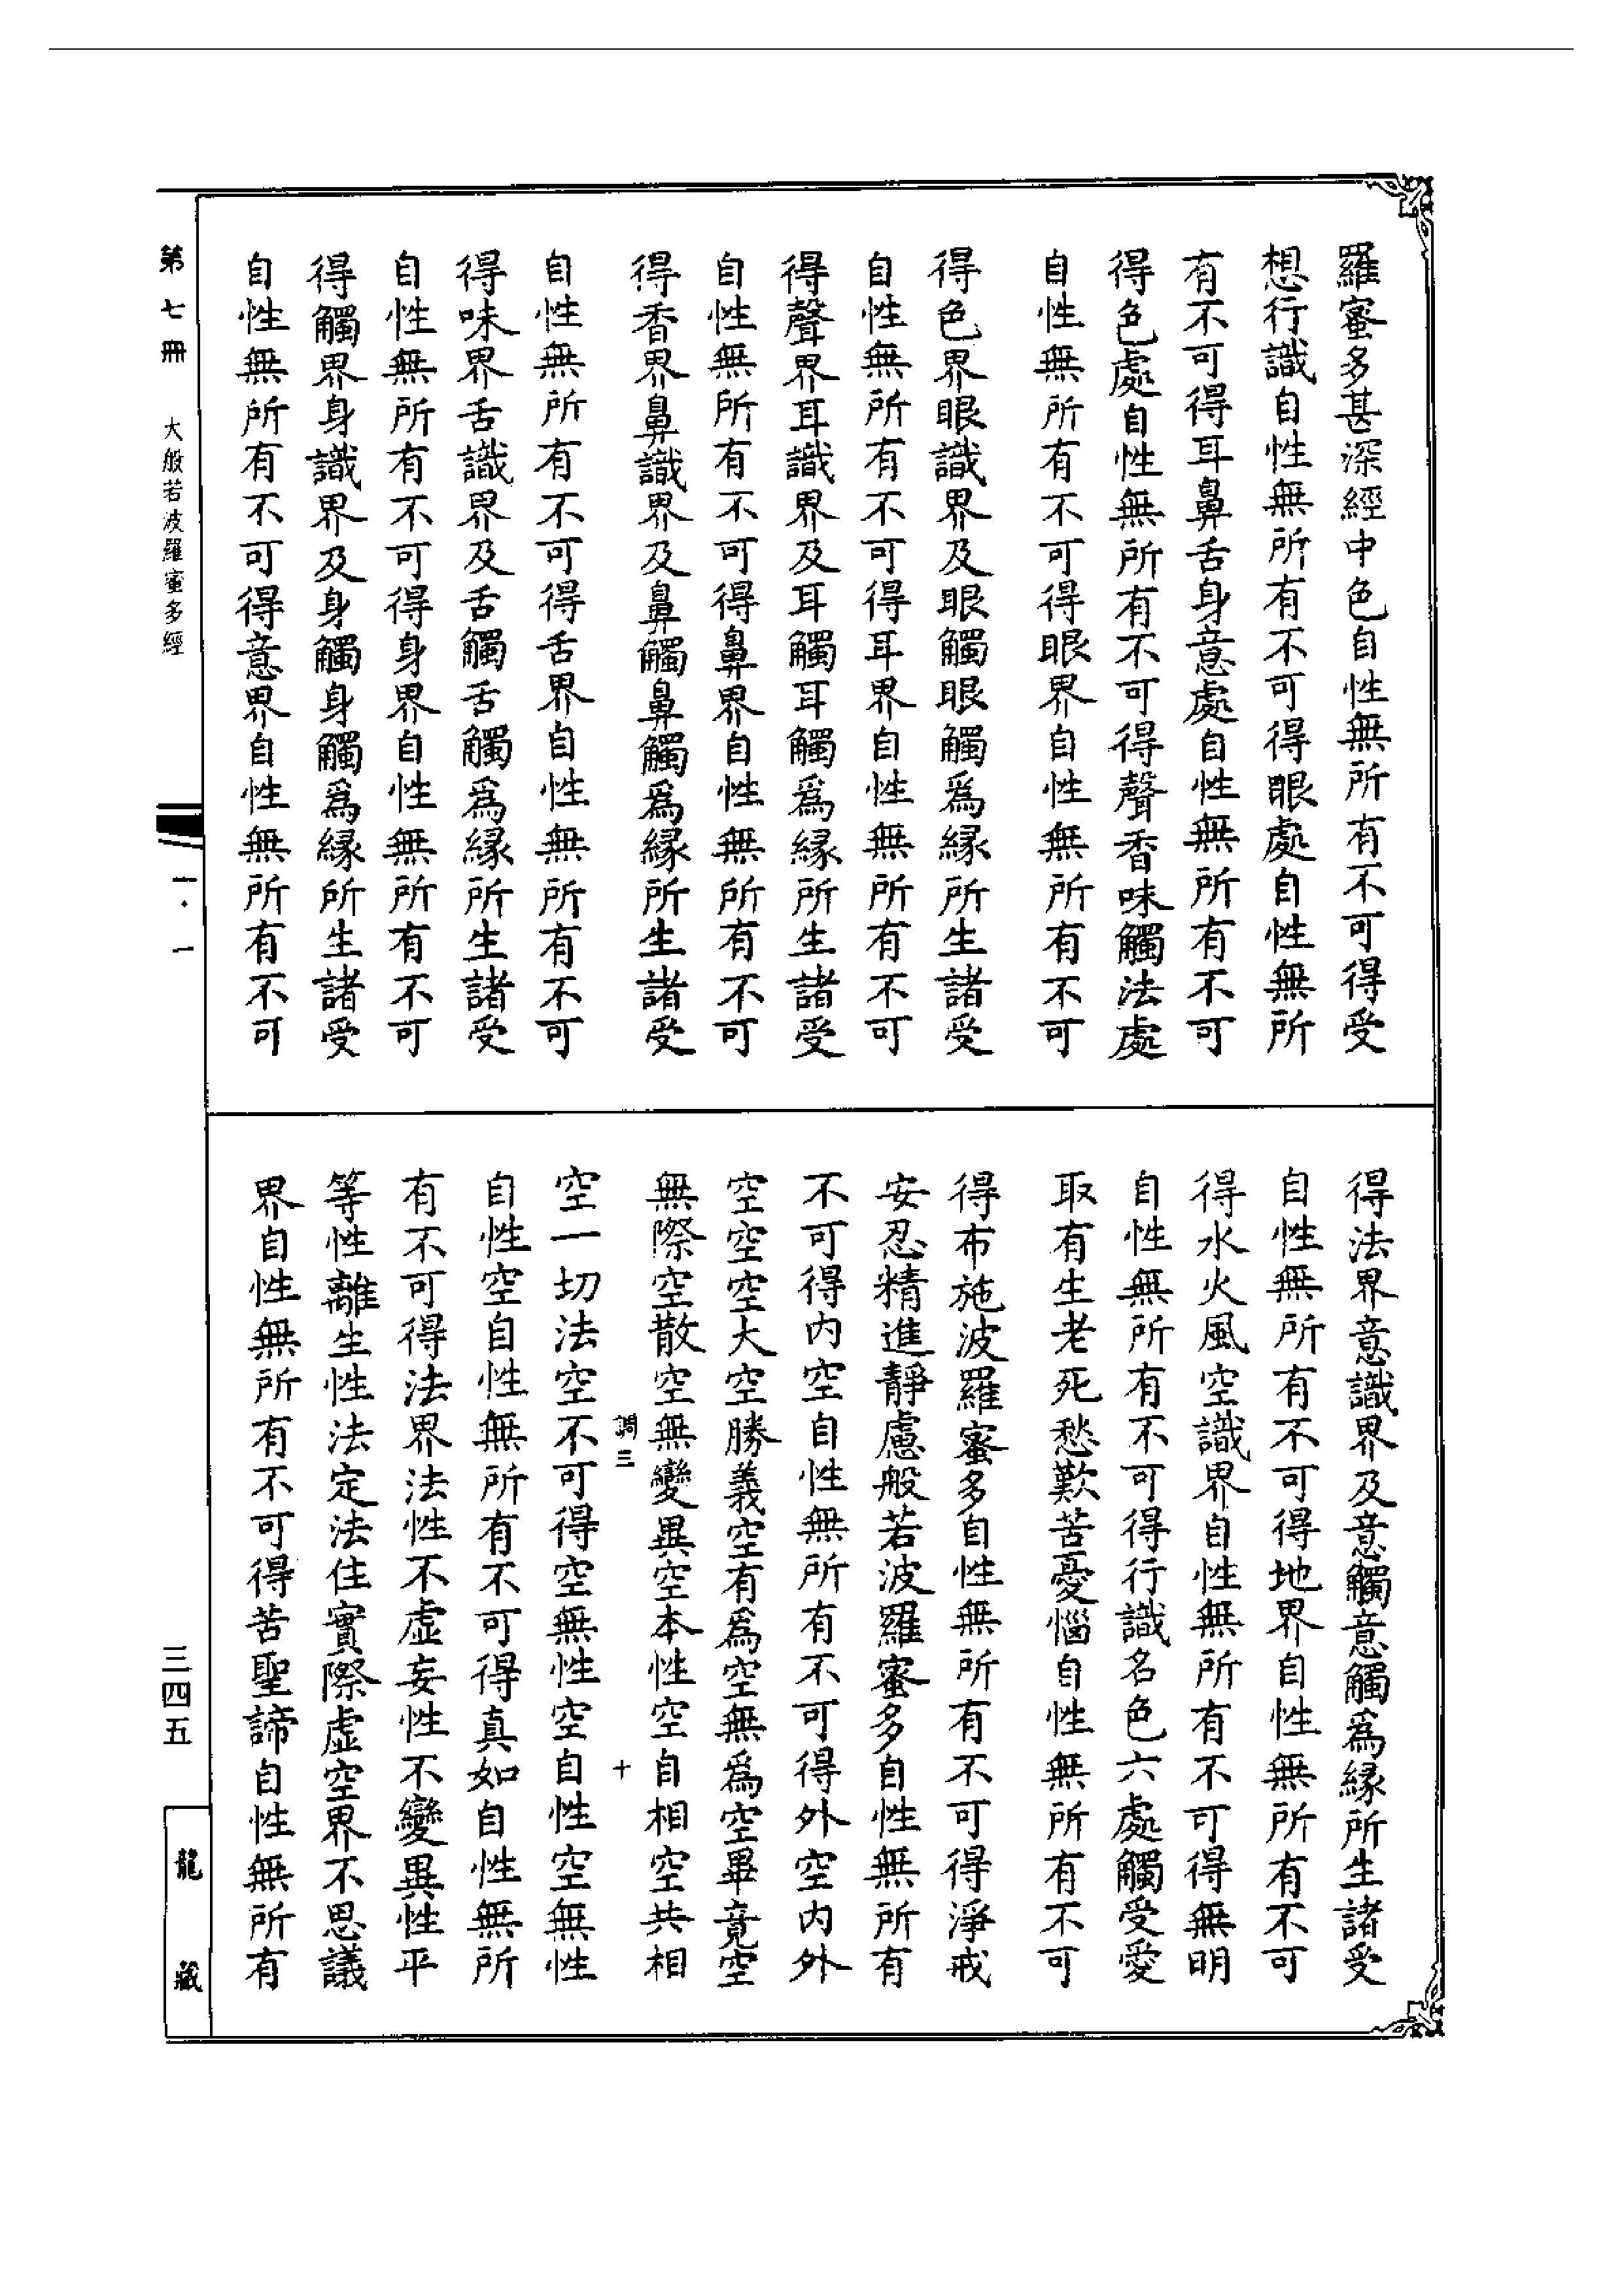 羅蜜多甚深經中色自性無所有不可得受
想行識自性無所有不可得眼處自性無所
有不可得耳鼻舌身意處自性無所有不可
得色處自性無所有不可得聲香味觸法處
自性無所有不可得眼界自性無所有不可
得色界眼識界及眼觸眼觸爲緣所生諸受
自性無所有不可得耳界自性無所有不可
得聲界耳識界及耳觸耳觸爲緣所生諸受
自性無所有不可得鼻界自性無所有不可
得香界鼻識界及鼻觸鼻觸爲緣所生諸受
自性無所有不可得舌界自性無所有不可
得味界舌識界及舌觸舌觸爲緣所生諸受
自性無所有不可得身界自性無所有不可
得觸界身識界及身觸身觸爲緣所生諸受
自性無所有不可得意界自性無所有不可
得法界意識界及意觸意觸爲緣所生諸受
自性無所有不可得地界自性無所有不可
得水火風空識界自性無所有不可得無明
自性無所有不可得行識名色六處觸受愛
取有生老死愁歎苦憂惱自性無所有不可
得布施波羅蜜多自性無所有不可得淨戒
安忍精進靜慮般若波羅蜜多自性無所有
不可得內空自性無所有不可得外空內外
空空空大空勝義空有爲空無爲空畢竟空
無際空散空無變異空本性空自相空共相
調三 十
空一切法空不可得空無性空自性空無性
自性空自性無所有不可得真如自性無所
有不可得法界法性不虛妄性不變異性平
等性離生性法定法住實際虛空界不思議
界自性無所有不可得苦聖諦自性無所有
第七冊 大般若波羅蜜多經
一·一
三四五
龍藏